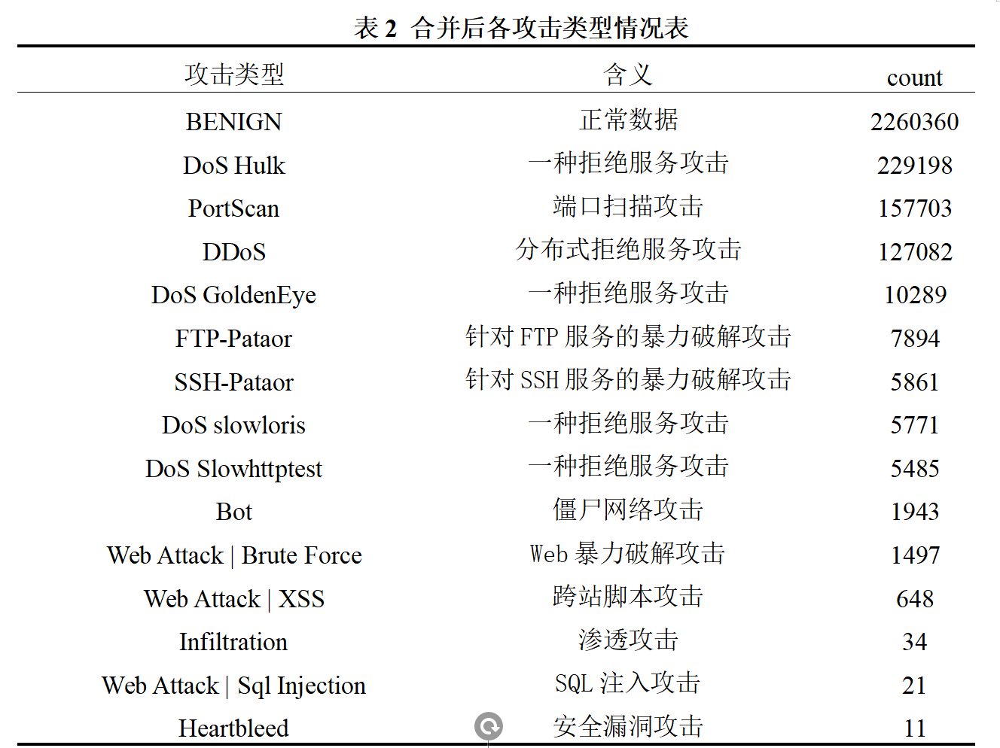 表 2 合并后各攻击类型情况表
攻击类型 含义 count
BENIGN 正常数据 2260360
DoS Hulk 一种拒绝服务攻击 229198
PortScan 端口扫描攻击 157703
DDoS 分布式拒绝服务攻击 127082
DoS GoldenEye 一种拒绝服务攻击 10289
FTP-Pataor 针对 FTP 服务的暴力破解攻击 7894
SSH-Pataor 针对 SSH 服务的暴力破解攻击 5861
DoS slowloris 一种拒绝服务攻击 5771
DoS Slowhttptest 一种拒绝服务攻击 5485
Bot 僵尸网络攻击 1943
Web Attack | Brute Force Web 暴力破解攻击 1497
Web Attack | XSS 跨站脚本攻击 648
Infiltration 渗透攻击 34
Web Attack | Sql Injection SQL 注入攻击 21
Heartbleed 安全漏洞攻击 11